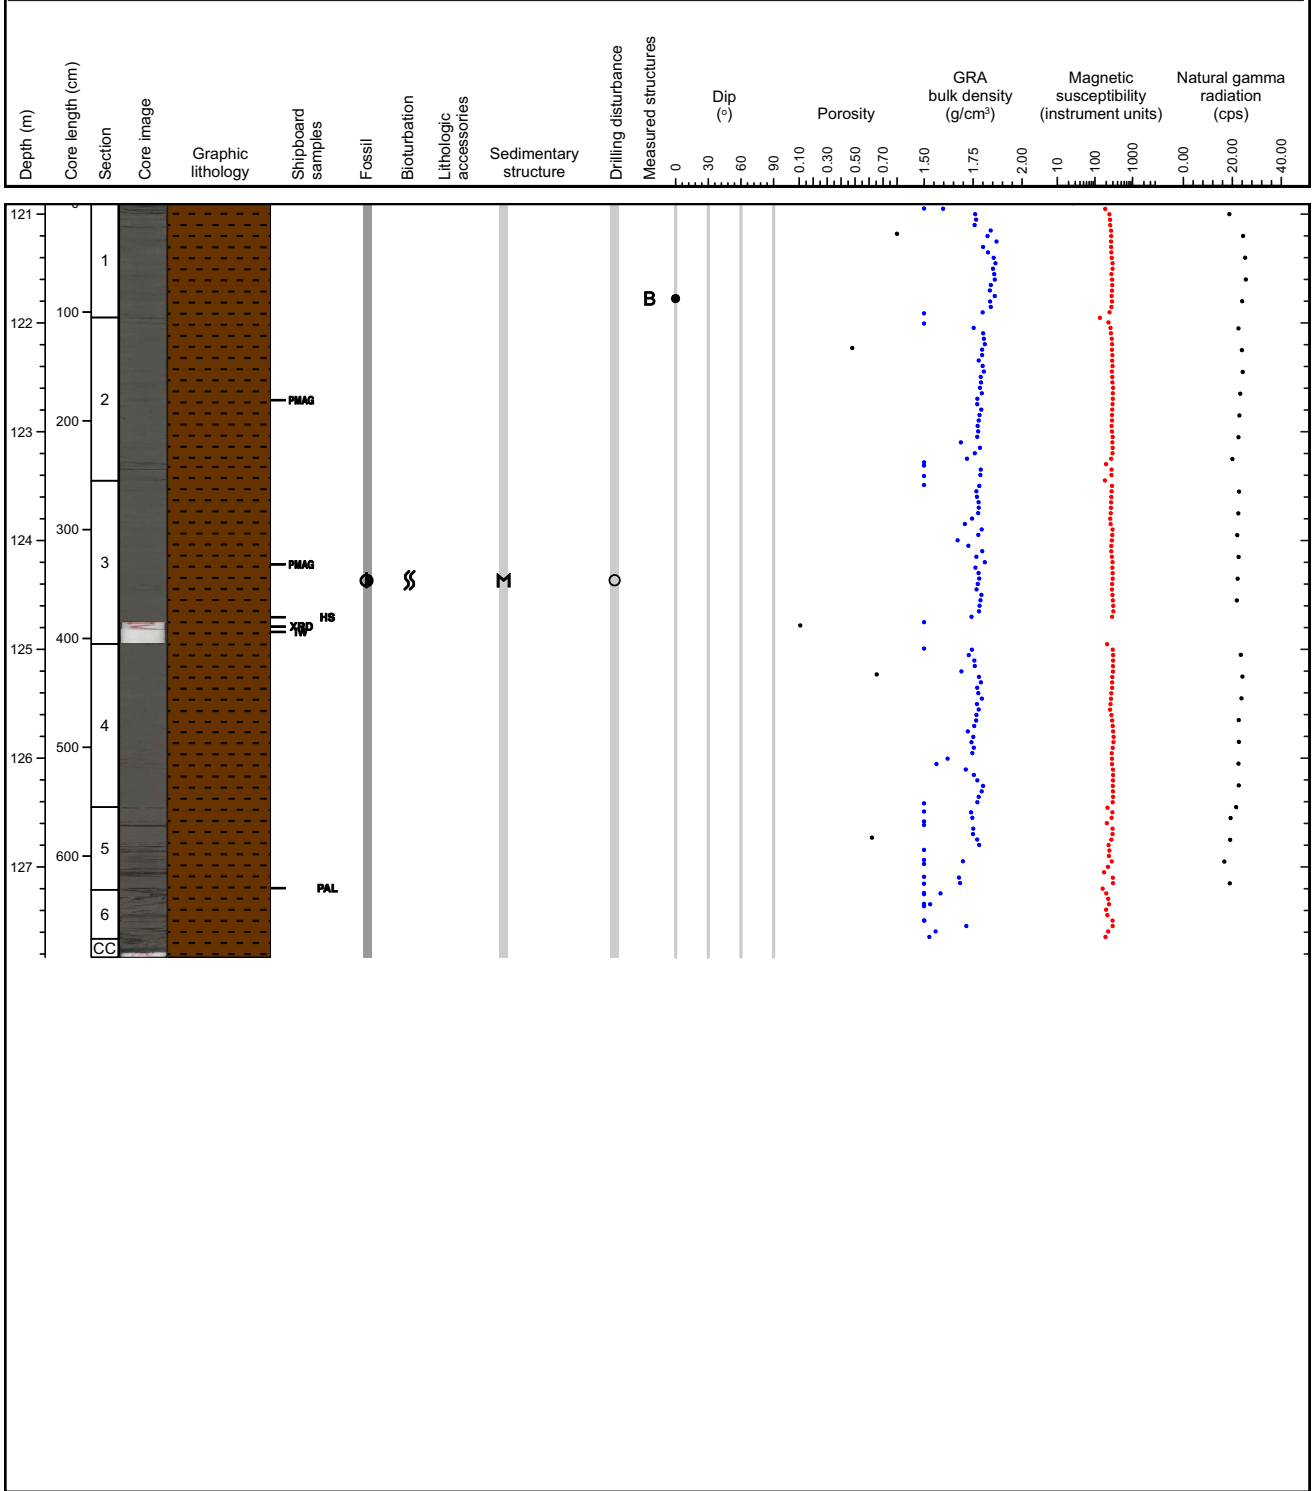 Depth (m)
Core length (cm)
Section
Core image
Graphic
lithology
Shipboard
samples
Fossil
Bioturbation
Lithologic
accessories
Sedimentary
structure
Drilling disturbance
Measured structures
Dip
(°)
Porosity
GRA
bulk density
(g/cm³)
Magnetic
susceptibility
(instrument units)
Natural gamma
radiation
(cps)
0 30 60 90
0.10 0.30 0.50 0.70
1.50 1.75 2.00
10 100 1000
0.00 20.00 40.00
0
121
1
B
100
122
2
PMAG
200
123
300
124
3
PMAG
M
HS
XRD
IW
400
125
4
500
126
5
600
127
PAL
6
CC